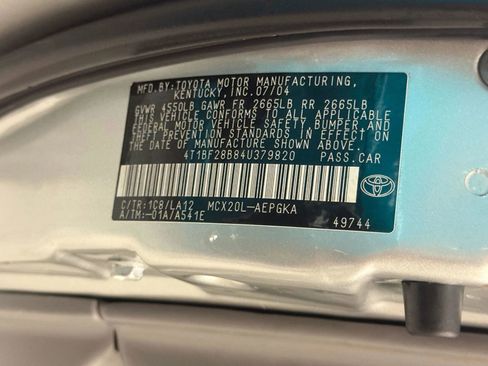 MFD.BY:TOYOTA MOTOR MANUFACTURING,
KENTUCKY, INC.07/04
GVWR 4550LB GAWR FR 2665LB RR 2665LB
THIS VEHICLE CONFORMS TO ALL APPLICABLE
FEDERAL MOTOR VEHICLE SAFETY, BUMPER, AND
THEFT PREVENTION STANDARDS IN EFFECT ON
THE DATE OF MANUFACTURE SHOWN ABOVE.
4T1BF28B84U379820 PASS.CAR
C/TR:1C8/LA12 MCX20L-AEPGKA
A/TM:-01A/A541E 49744